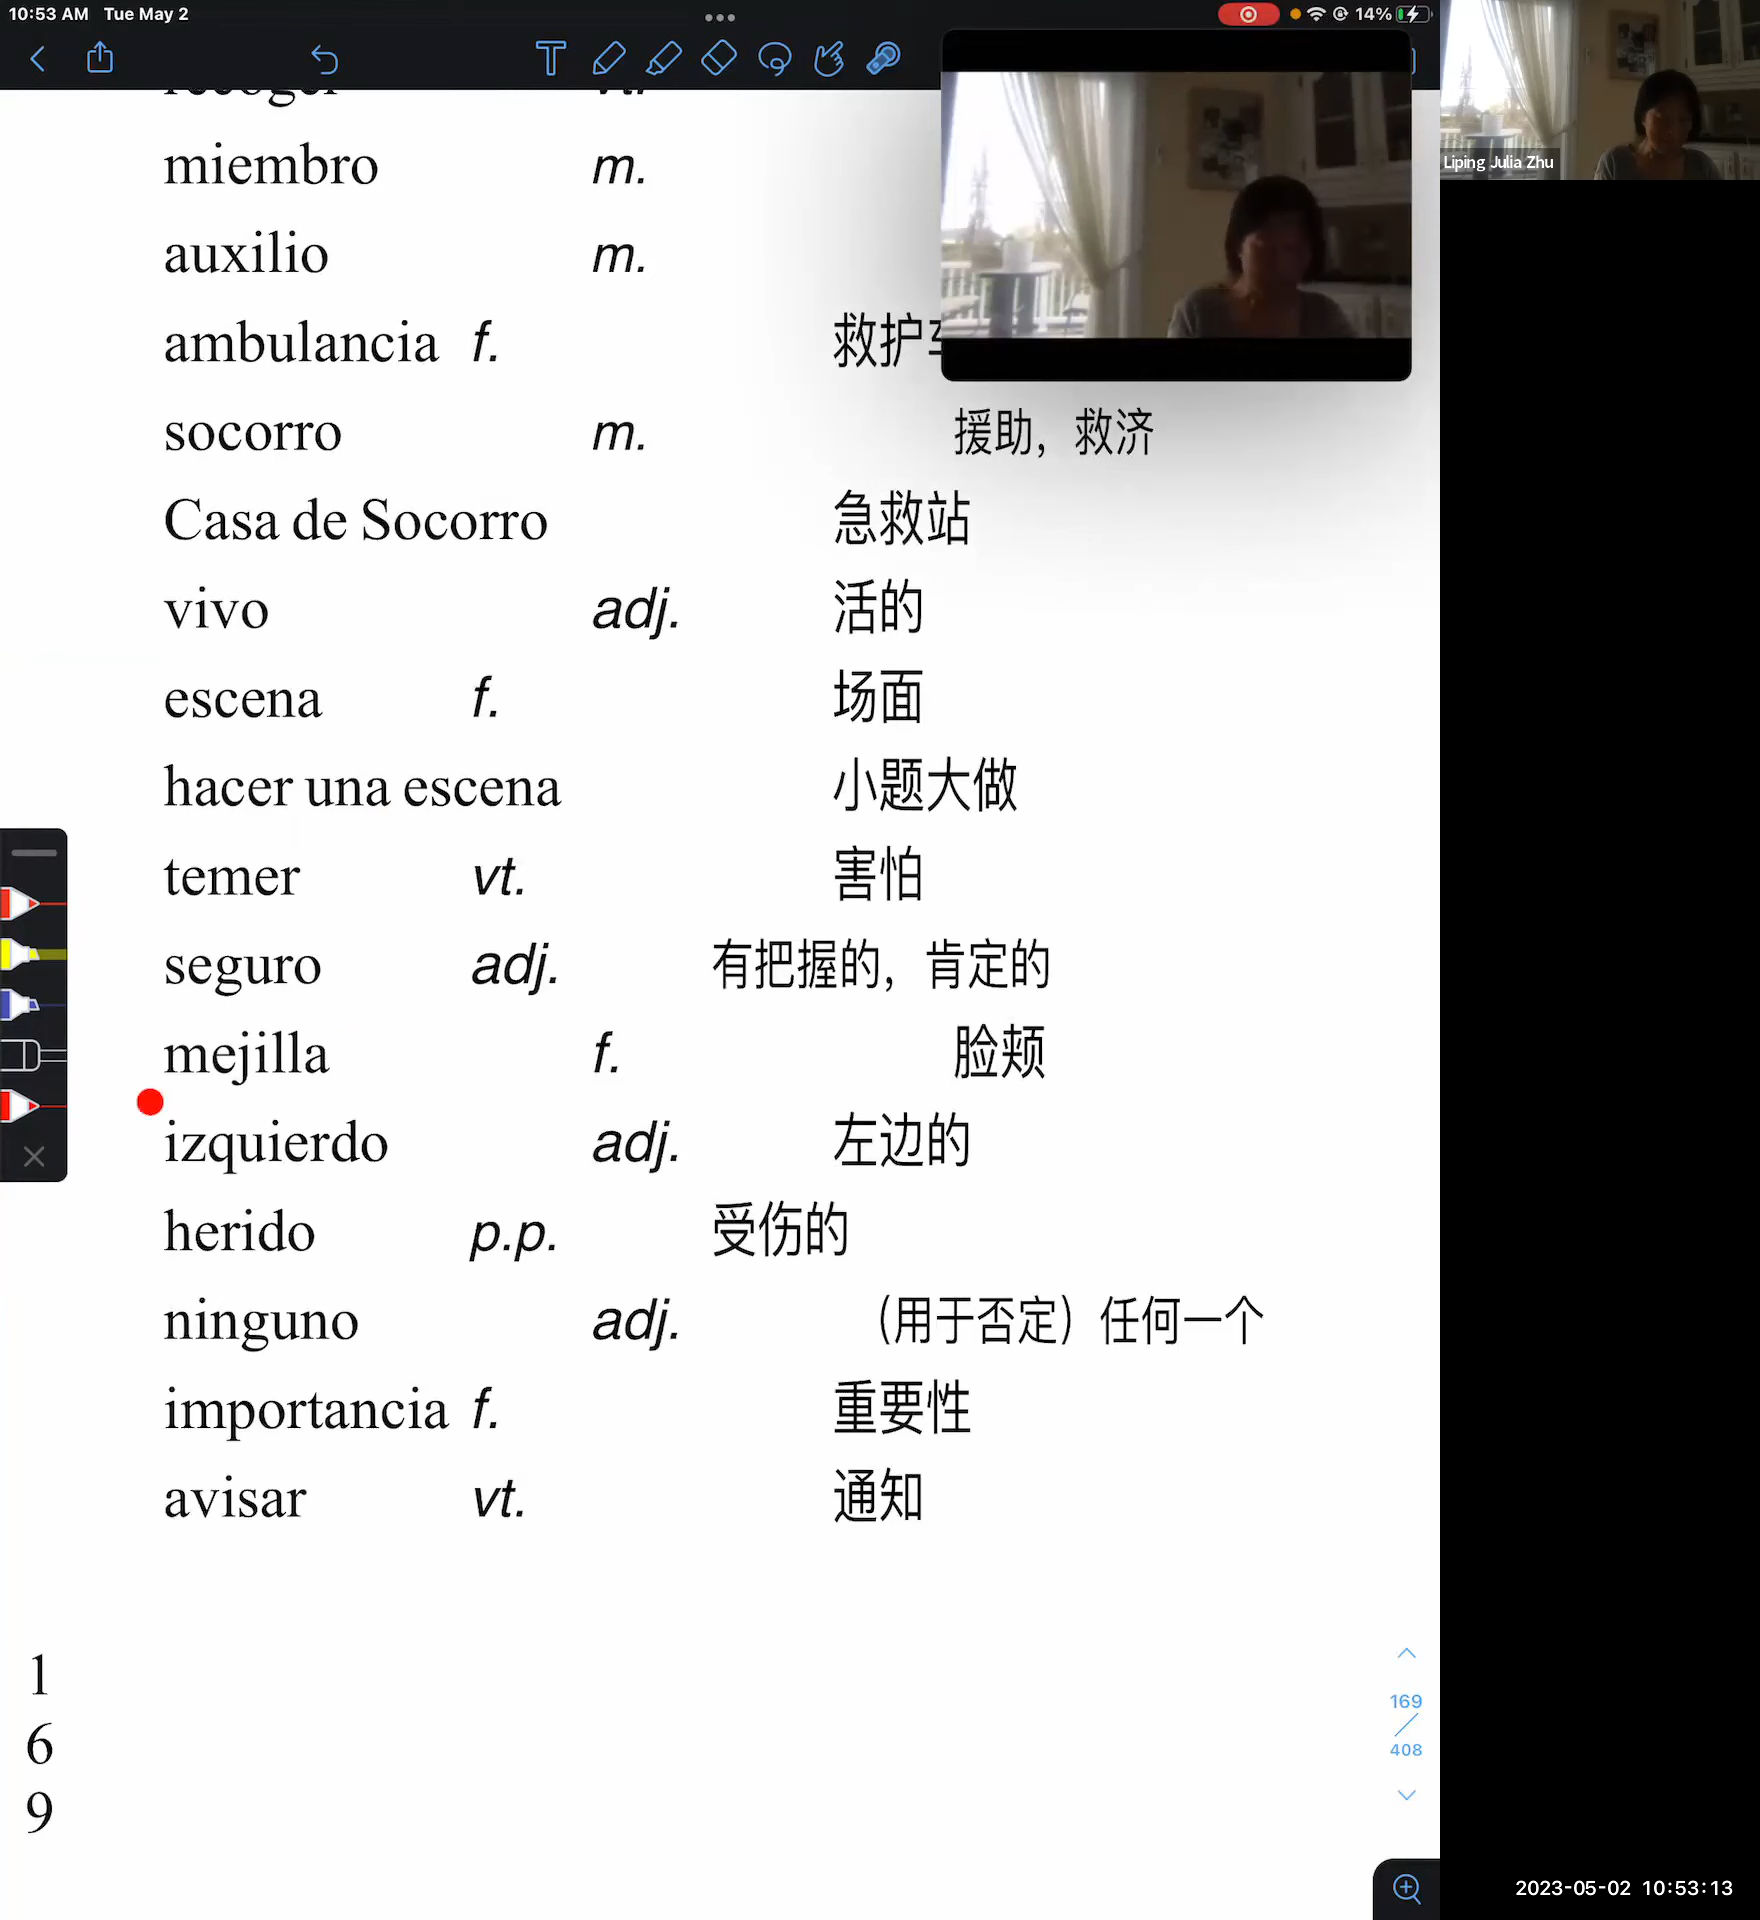 10:53 AM Tue May 2
14%
miembro m.
auxilio m.
ambulancia f. 救护
socorro m. 援助，救济
Casa de Socorro 急救站
vivo adj. 活的
escena f. 场面
hacer una escena 小题大做
temer vt. 害怕
seguro adj. 有把握的，肯定的
mejilla f. 脸颊
izquierdo adj. 左边的
herido p.p. 受伤的
ninguno adj. （用于否定）任何一个
importancia f. 重要性
avisar vt. 通知
1
6
9
169
408
Liping Julia Zhu
2023-05-02 10:53:13